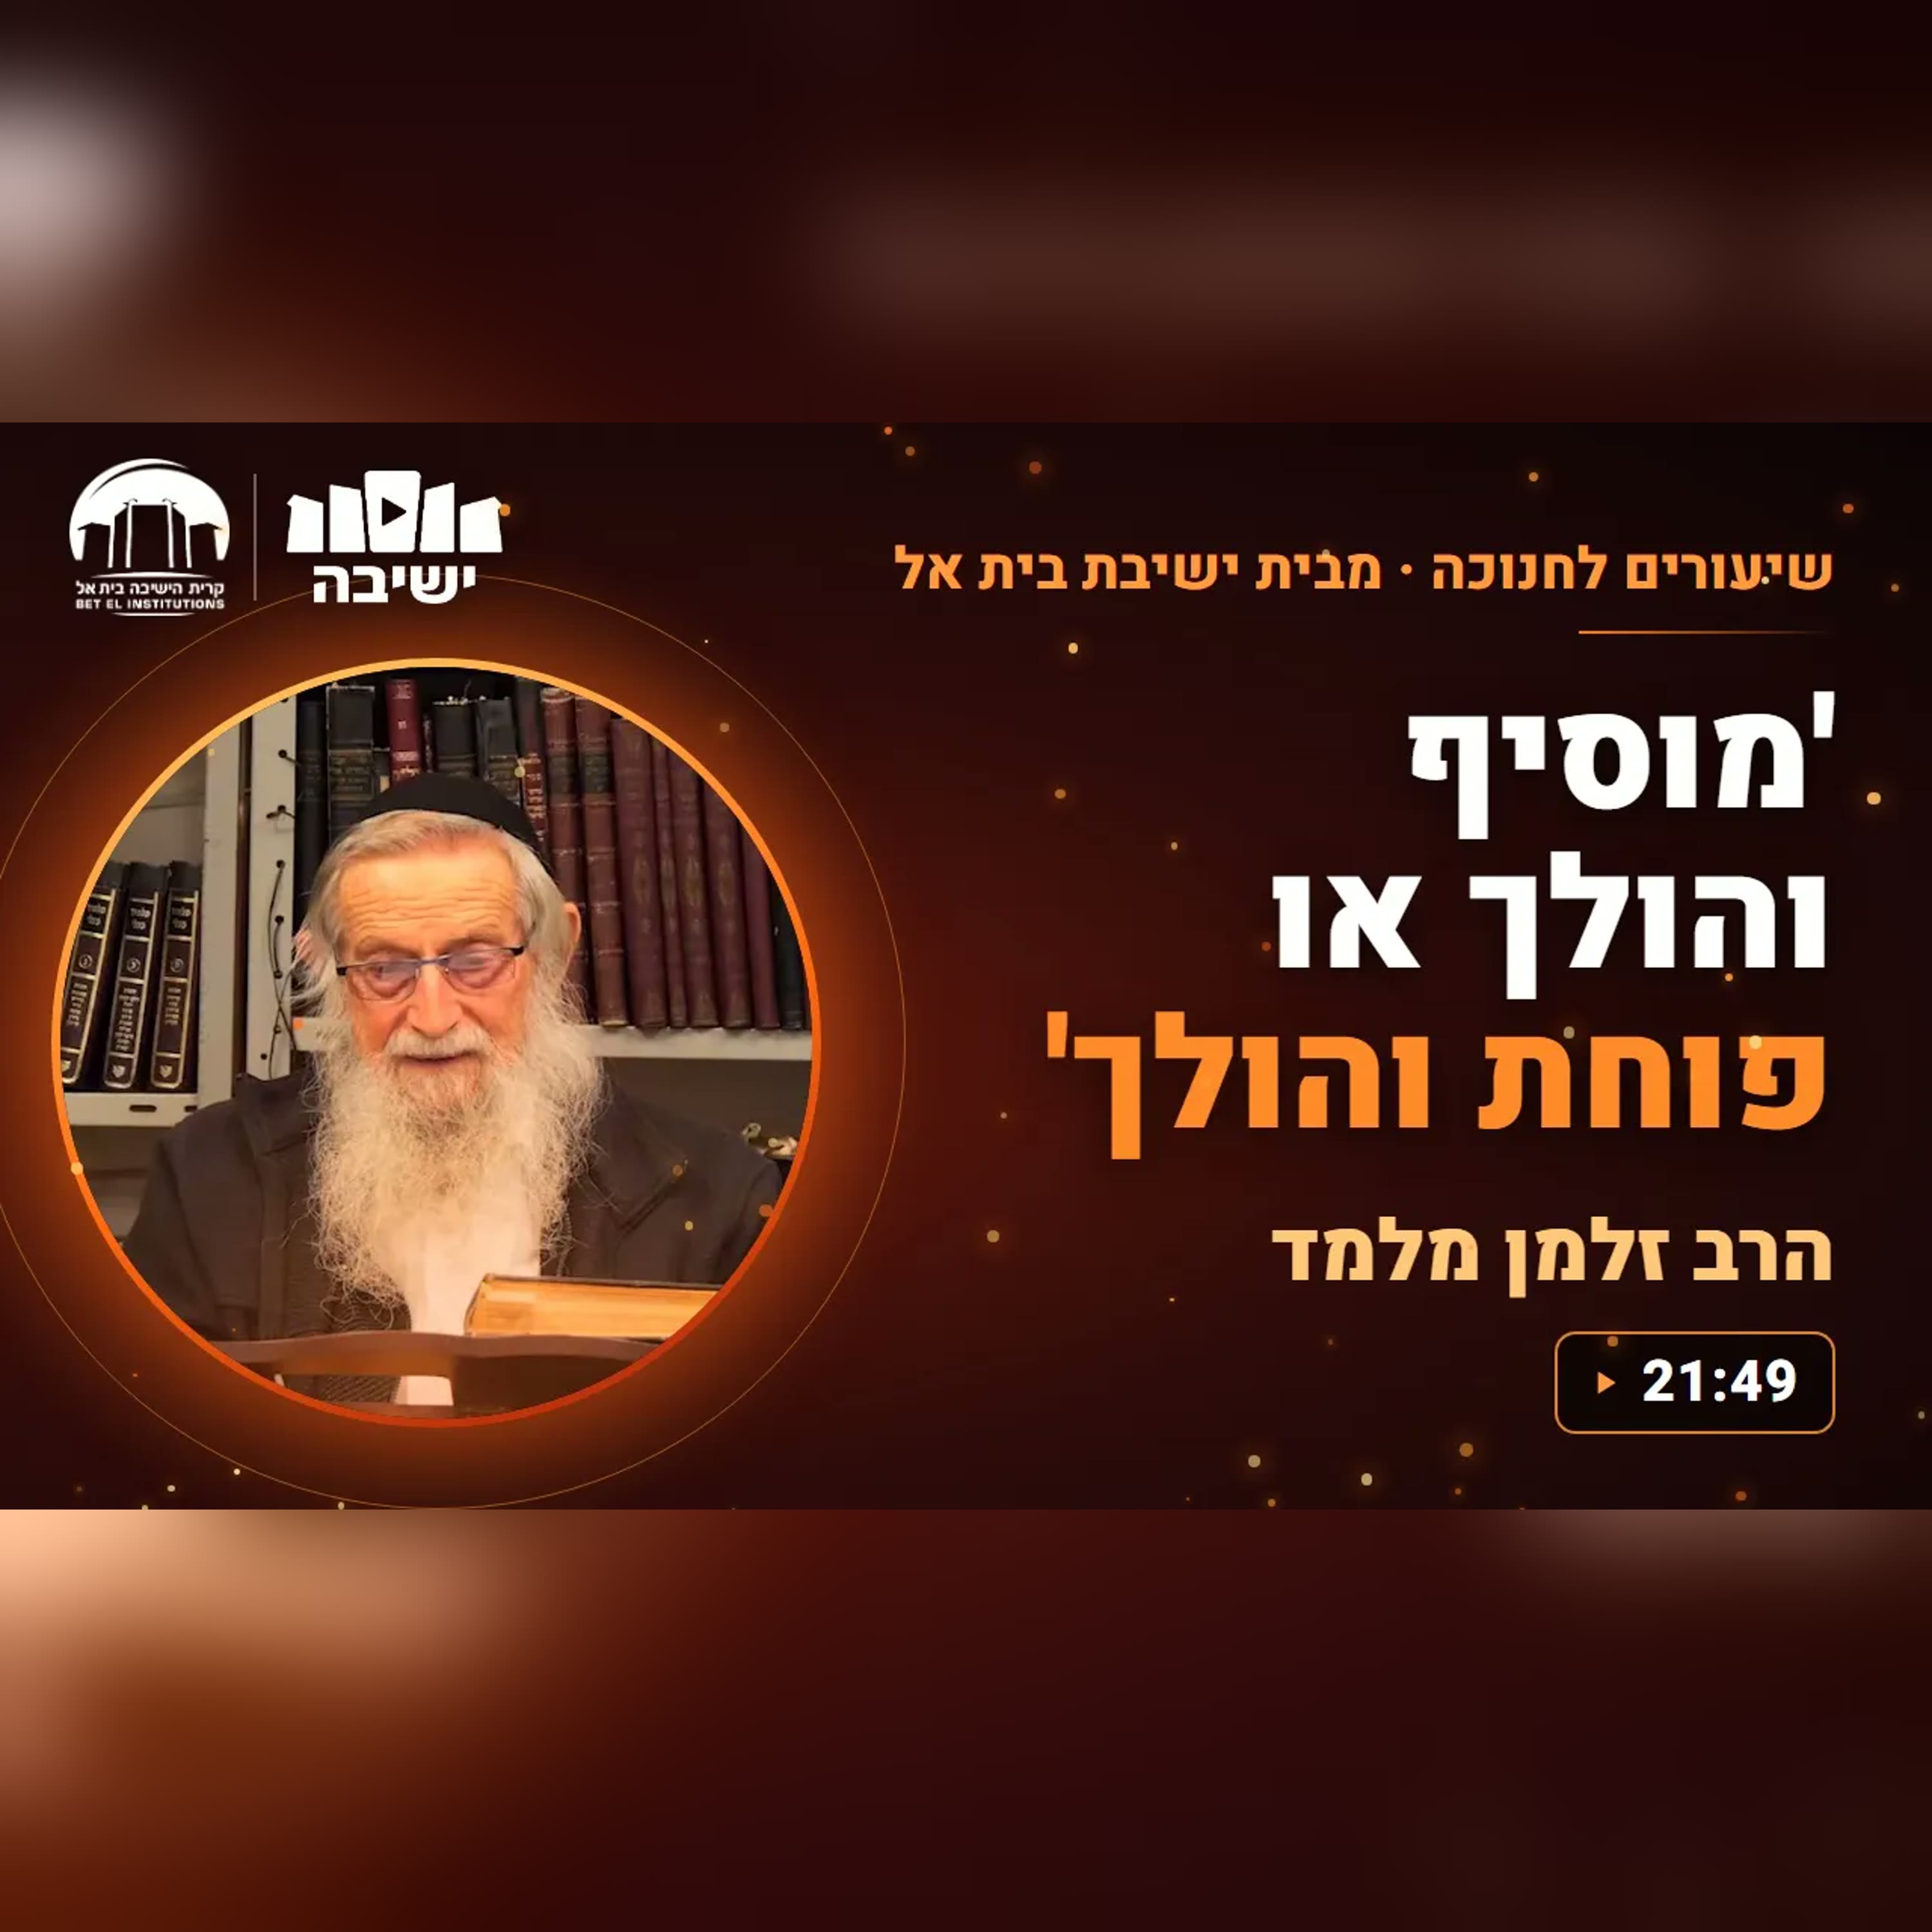 קרית הישיבה בית אל
BET EL INSTITUTIONS
ישיבה
שיעורים לחנוכה · מבית ישיבת בית אל
'מוסיף
והולך או
פוחת והולך'
הרב זלמן מלמד
21:49